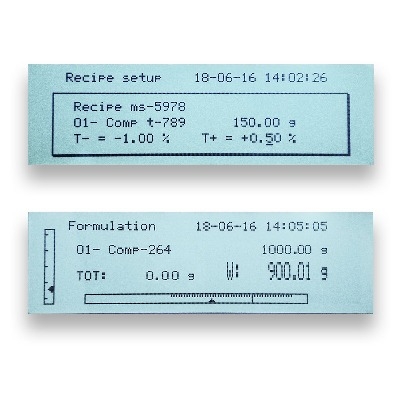 Recipe setup 18-06-16 14:02:26
Recipe ms-5978
01- Comp t-789 150.00 g
T- = -1.00 % T+ = +0.50 %
Formulation 18-06-16 14:05:05
01- Comp-264 1000.00 g
TOT: 0.00 g W: 900.01 g